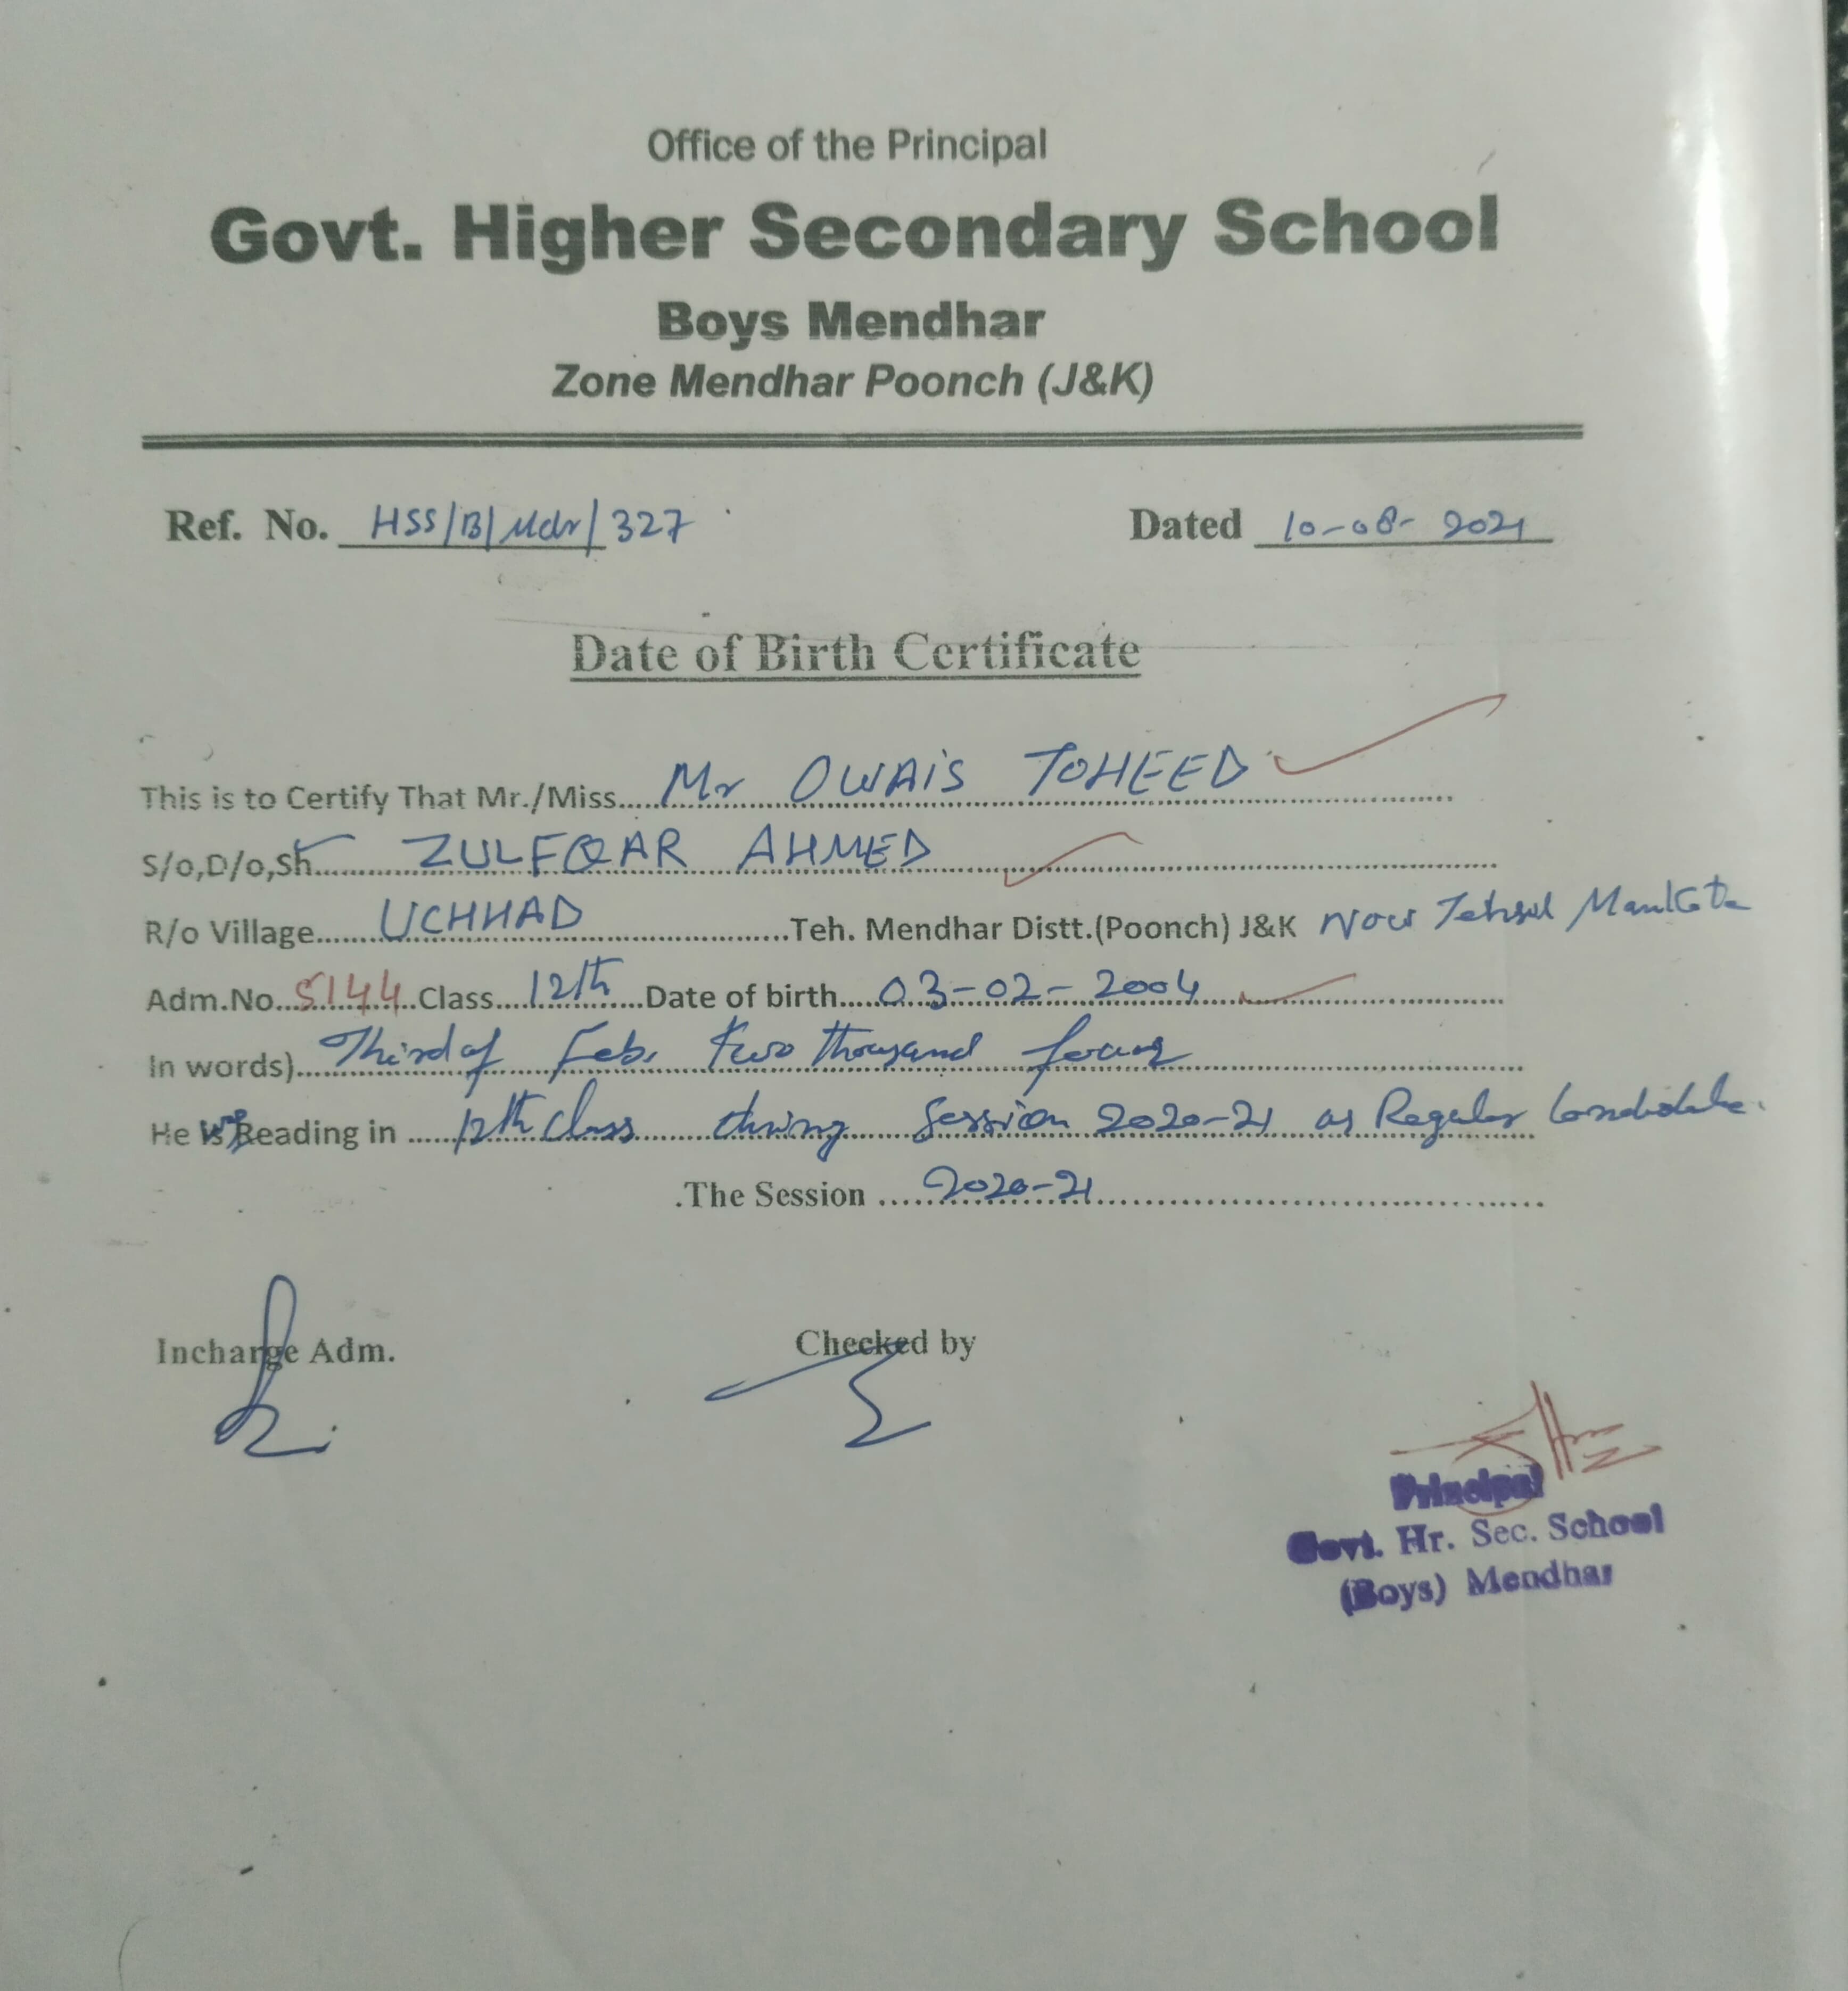 Office of the Principal
Govt. Higher Secondary School
Boys Mendhar
Zone Mendhar Poonch (J&K)
Ref. No. HSS/B/Mdr/327 Dated 10-08-2021
Date of Birth Certificate
This is to Certify That Mr./Miss.....Mr OWAIS TOHEED
S/o,D/o,Sh.....ZULFQAR AHMED
R/o Village.....UCHHAD.....Teh. Mendhar Distt.(Poonch) J&K Now Tehsil Mankote
Adm.No...5144..Class....12th.....Date of birth.....03-02-2004
In words)....Third of Feb. two thousand four
He Reading in ......12th class during Session 2020-21 as Regular Candidate.
.The Session .....2020-21
Incharge Adm. Checked by
Principal
Govt. Hr. Sec. School
(Boys) Mendhar